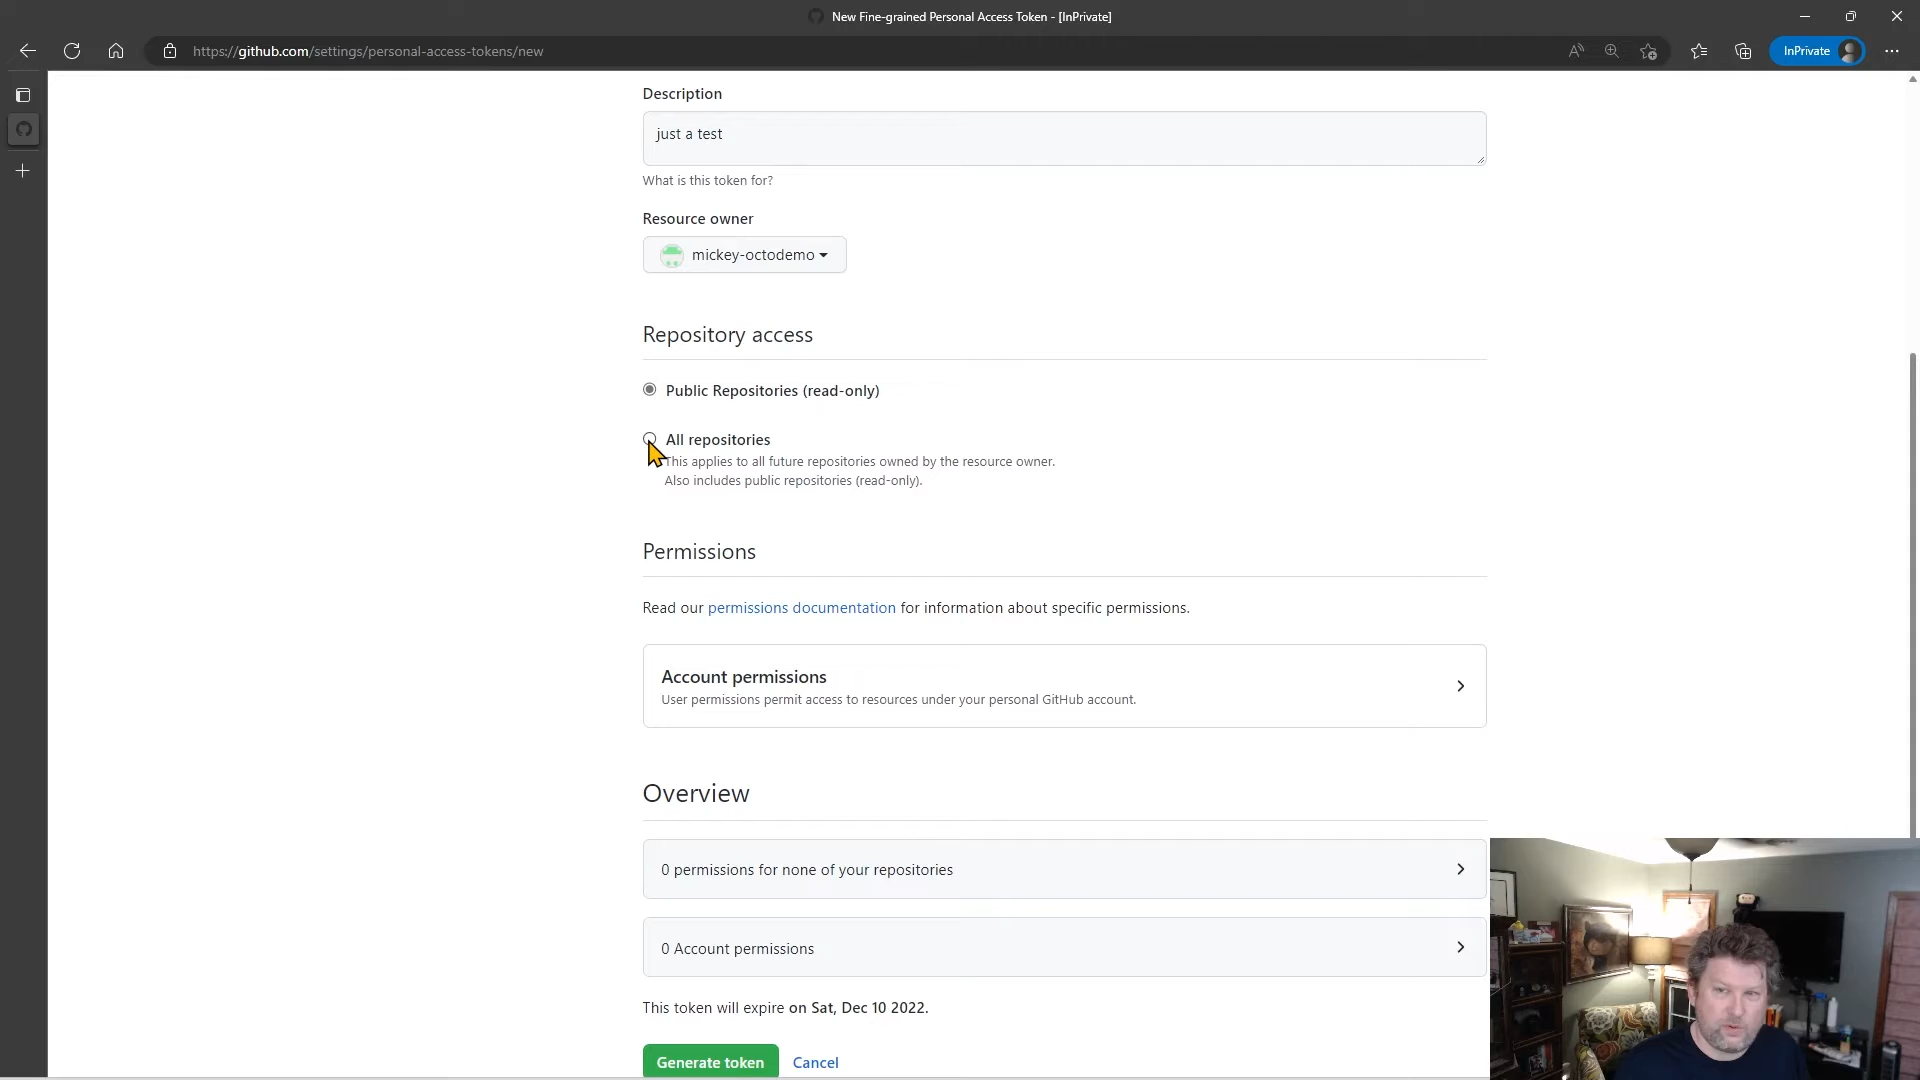 New Fine-grained Personal Access Token - [InPrivate]
https://github.com/settings/personal-access-tokens/new
InPrivate
Description
just a test
What is this token for?
Resource owner
mickey-octodemo
Repository access
Public Repositories (read-only)
All repositories
This applies to all future repositories owned by the resource owner.
Also includes public repositories (read-only).
Permissions
Read our permissions documentation for information about specific permissions.
Account permissions
User permissions permit access to resources under your personal GitHub account.
Overview
0 permissions for none of your repositories
0 Account permissions
This token will expire on Sat, Dec 10 2022.
Generate token
Cancel